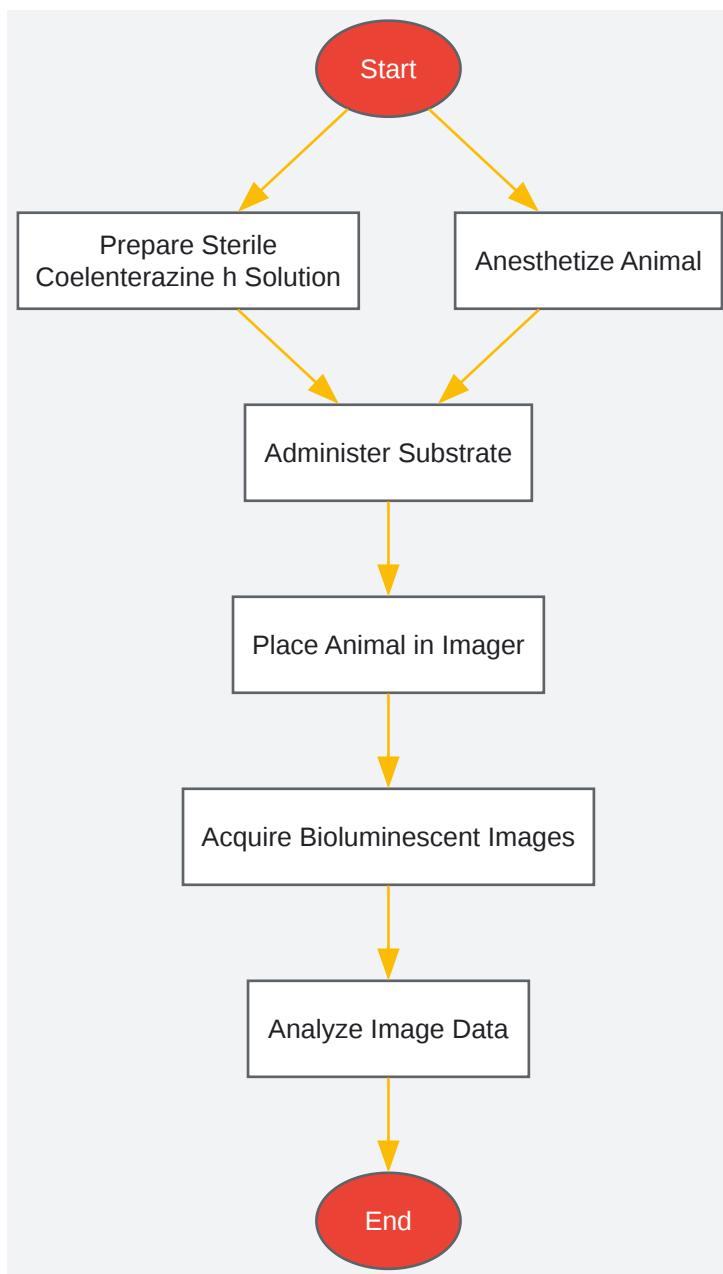 Start
Prepare Sterile
Coelenterazine h Solution
Anesthetize Animal
Administer Substrate
Place Animal in Imager
Acquire Bioluminescent Images
Analyze Image Data
End